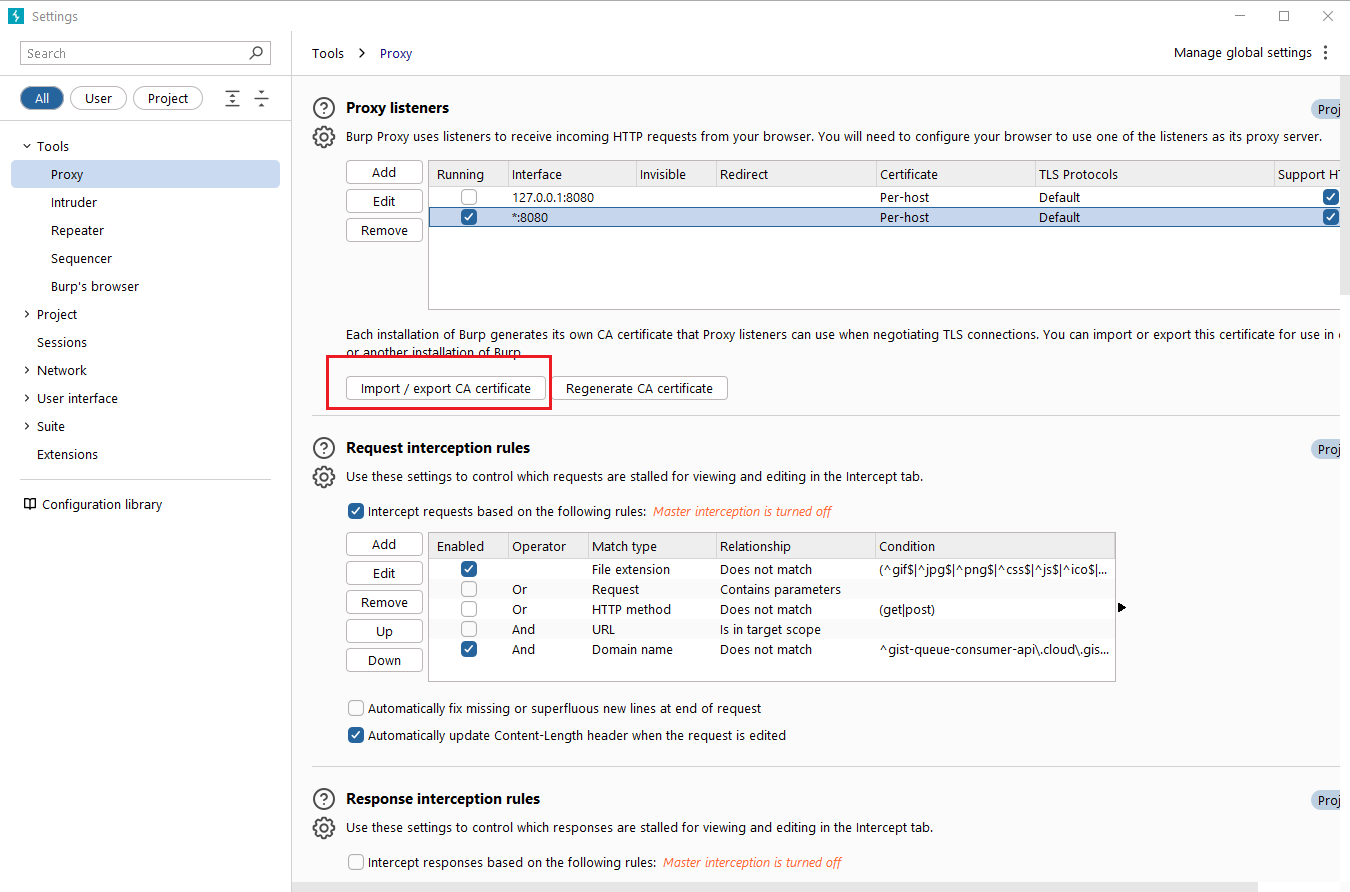 Settings
Search
Tools > Proxy
Manage global settings
All User Project
Tools
Proxy
Intruder
Repeater
Sequencer
Burp's browser
Project
Sessions
Network
User interface
Suite
Extensions
Configuration library
Proxy listeners
Proj
Burp Proxy uses listeners to receive incoming HTTP requests from your browser. You will need to configure your browser to use one of the listeners as its proxy server.
Add
Edit
Remove
Running Interface Invisible Redirect Certificate TLS Protocols Support HT
127.0.0.1:8080 Per-host Default
*:8080 Per-host Default
Each installation of Burp generates its own CA certificate that Proxy listeners can use when negotiating TLS connections. You can import or export this certificate for use in
or another installation of Burp.
Import / export CA certificate Regenerate CA certificate
Request interception rules
Proj
Use these settings to control which requests are stalled for viewing and editing in the Intercept tab.
Intercept requests based on the following rules: Master interception is turned off
Add
Edit
Remove
Up
Down
Enabled Operator Match type Relationship Condition
File extension Does not match (^gif$|^jpg$|^png$|^css$|^js$|^ico$|...
Or Request Contains parameters
Or HTTP method Does not match (get|post)
And URL Is in target scope
And Domain name Does not match ^gist-queue-consumer-api\.cloud\.gis...
Automatically fix missing or superfluous new lines at end of request
Automatically update Content-Length header when the request is edited
Response interception rules
Proj
Use these settings to control which responses are stalled for viewing and editing in the Intercept tab.
Intercept responses based on the following rules: Master interception is turned off